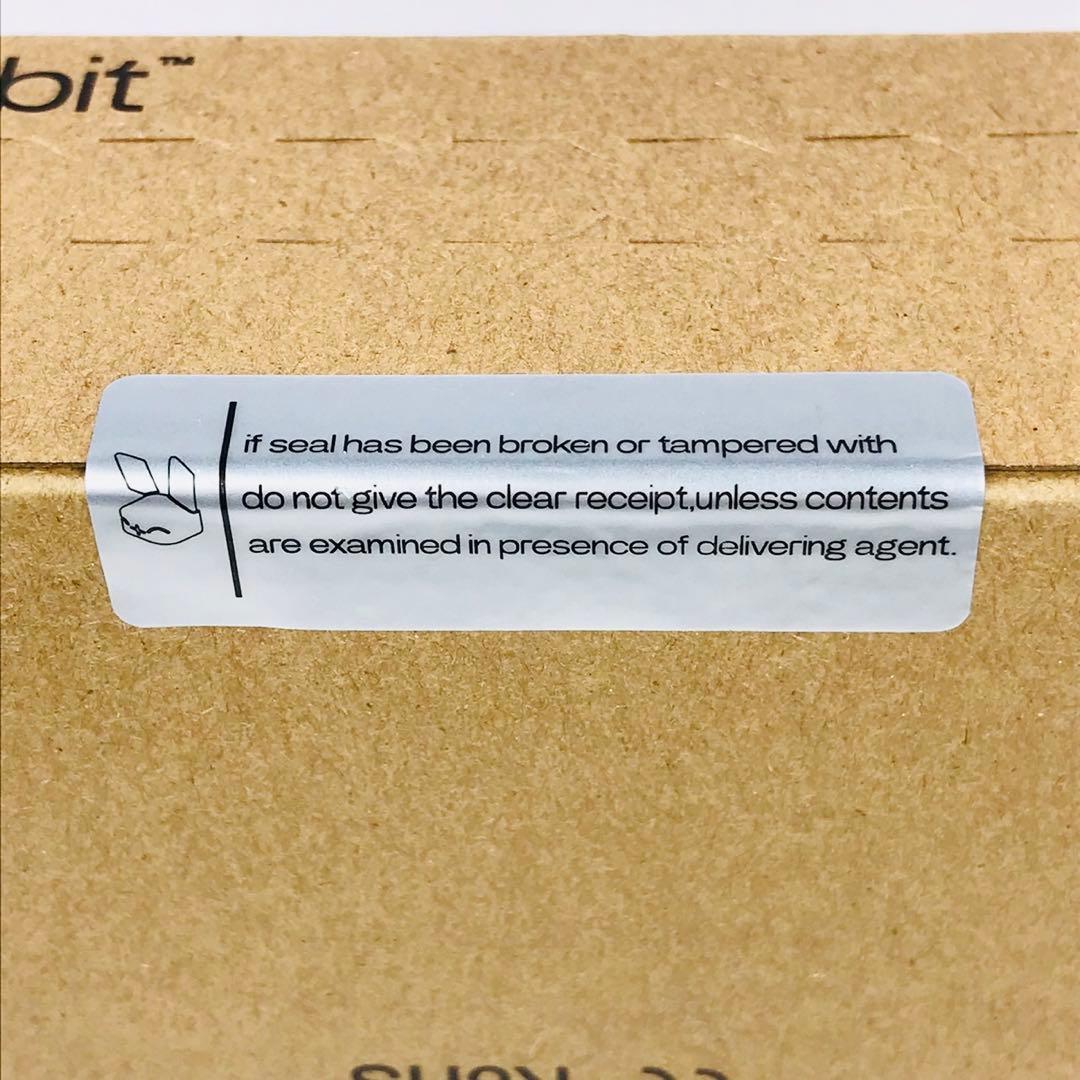 bit™
if seal has been broken or tampered with
do not give the clear receipt,unless contents
are examined in presence of delivering agent.